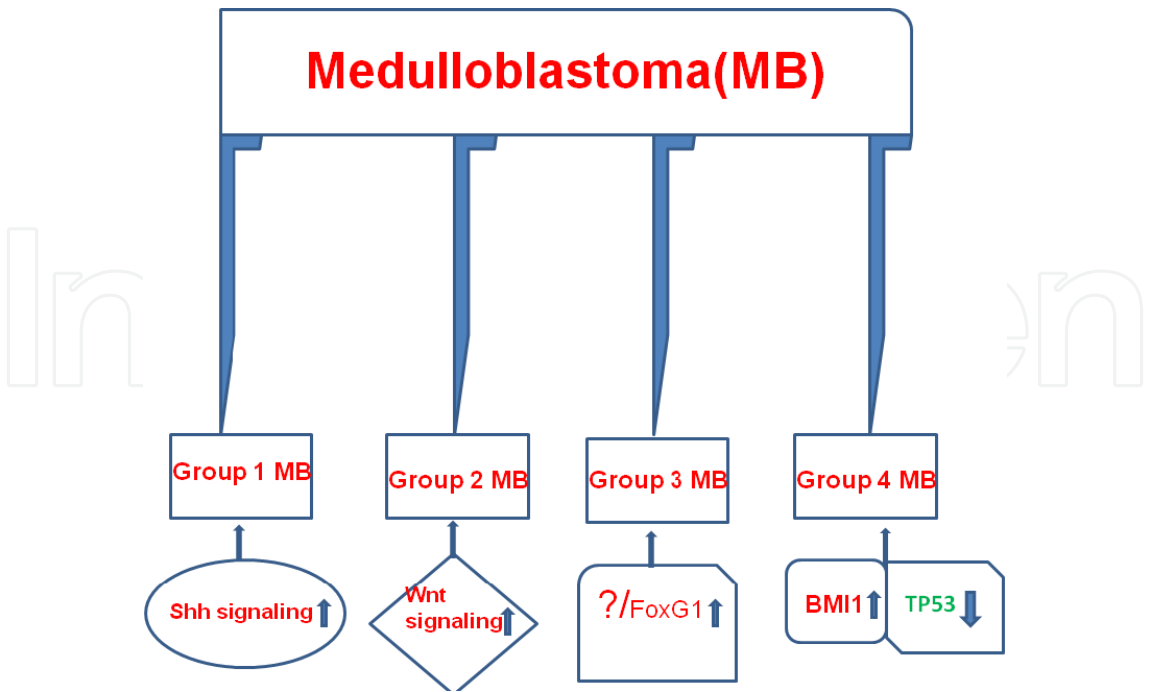 Medulloblastoma(MB)
Group 1 MB
Group 2 MB
Group 3 MB
Group 4 MB
Shh signaling
Wnt
signaling
?/FoxG1
BMI1
TP53